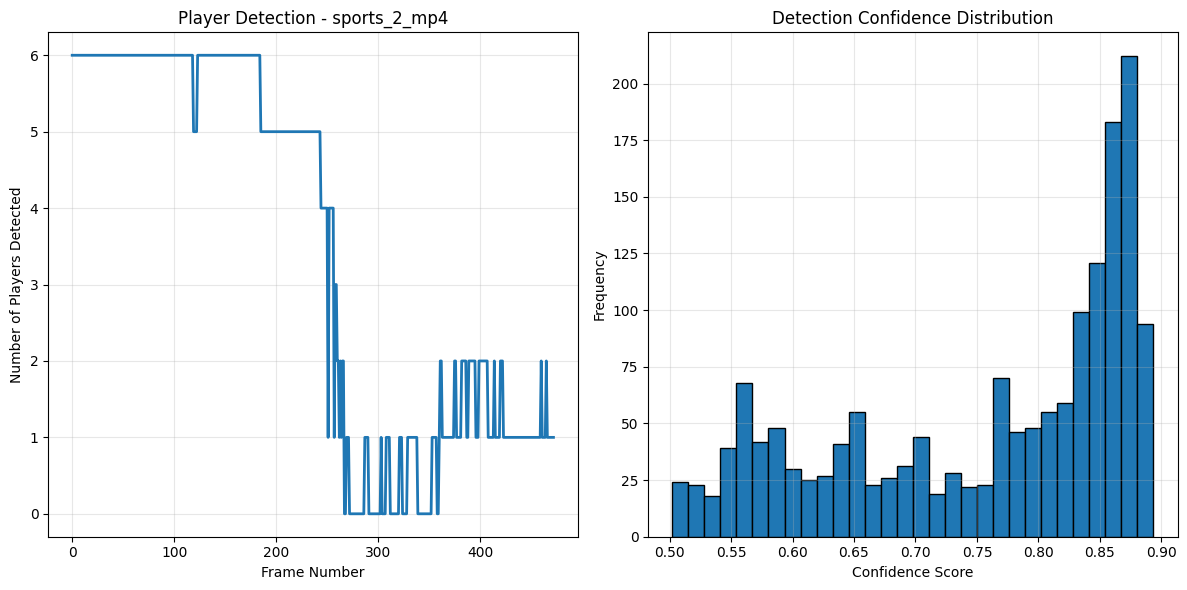 Player Detection - sports_2_mp4
6
5
4
3
2
1
0
Number of Players Detected
0 100 200 300 400
Frame Number
Detection Confidence Distribution
200
175
150
125
100
75
50
25
0
Frequency
0.50 0.55 0.60 0.65 0.70 0.75 0.80 0.85 0.90
Confidence Score